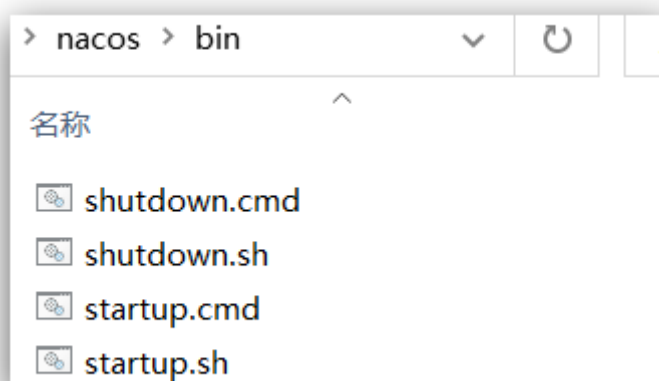 > nacos > bin
名称
shutdown.cmd
shutdown.sh
startup.cmd
startup.sh